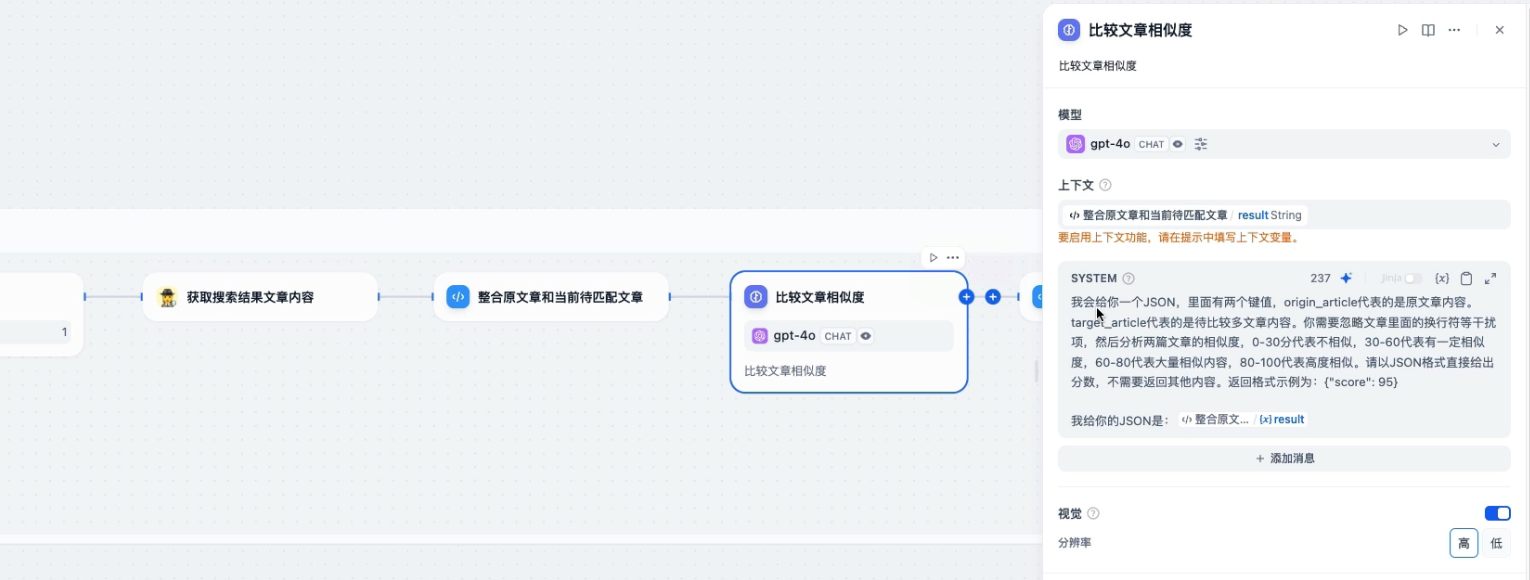 1
获取搜索结果文章内容
整合原文章和当前待匹配文章
比较文章相似度
gpt-4o CHAT
比较文章相似度
比较文章相似度
比较文章相似度
模型
gpt-4o CHAT
上下文
整合原文章和当前待匹配文章 / result String
要启用上下文功能，请在提示中填写上下文变量。
SYSTEM 237 Jinja {x}
我会给你一个JSON，里面有两个键值，origin_article代表的是原文章内容。
target_article代表的是待比较多文章内容。你需要忽略文章里面的换行符等干扰
项，然后分析两篇文章的相似度，0-30分代表不相似，30-60代表有一定相似
度，60-80代表大量相似内容，80-100代表高度相似。请以JSON格式直接给出
分数，不需要返回其他内容。返回格式示例为：{"score": 95}
我给你的JSON是： 整合原文... / {x} result
+ 添加消息
视觉
分辨率 高 低